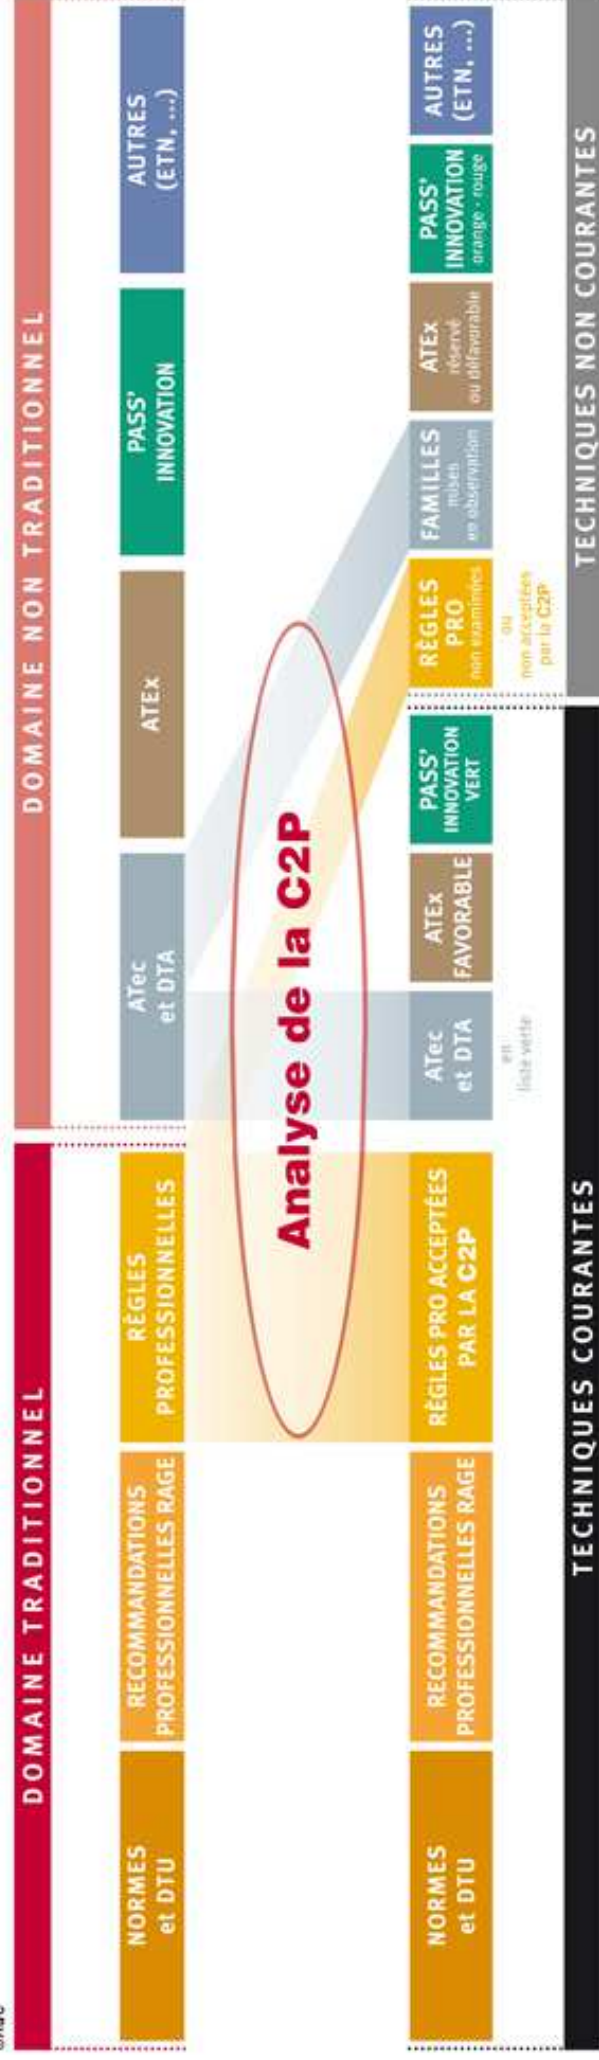 DOMAINE TRADITIONNEL
DOMAINE NON TRADITIONNEL
NORMES
et DTU
RECOMMANDATIONS
PROFESSIONNELLES RAGE
RÈGLES
PROFESSIONNELLES
ATec
et DTA
ATEx
PASS'
INNOVATION
AUTRES
(ETN, ...)
Analyse de la C2P
NORMES
et DTU
RECOMMANDATIONS
PROFESSIONNELLES RAGE
RÈGLES PRO ACCEPTÉES
PAR LA C2P
ATec
et DTA
en
liste verte
ATEx
FAVORABLE
PASS'
INNOVATION
VERT
RÈGLES
PRO
non examinées
ou
non acceptées
par la C2P
FAMILLES
mises
en observation
ATEx
réservé
ou défavorable
PASS'
INNOVATION
orange - rouge
AUTRES
(ETN, ...)
TECHNIQUES COURANTES
TECHNIQUES NON COURANTES